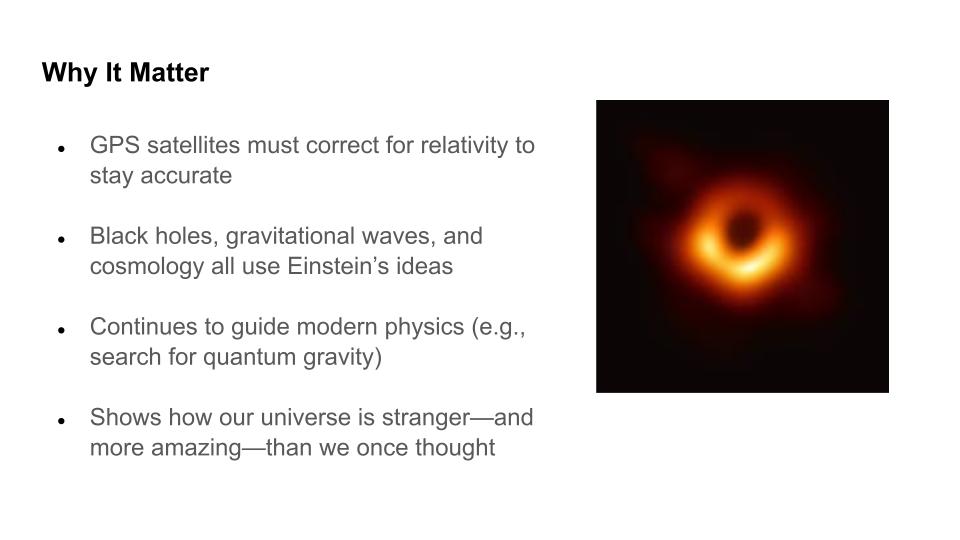 Why It Matter
● GPS satellites must correct for relativity to
stay accurate
● Black holes, gravitational waves, and
cosmology all use Einstein’s ideas
● Continues to guide modern physics (e.g.,
search for quantum gravity)
● Shows how our universe is stranger—and
more amazing—than we once thought